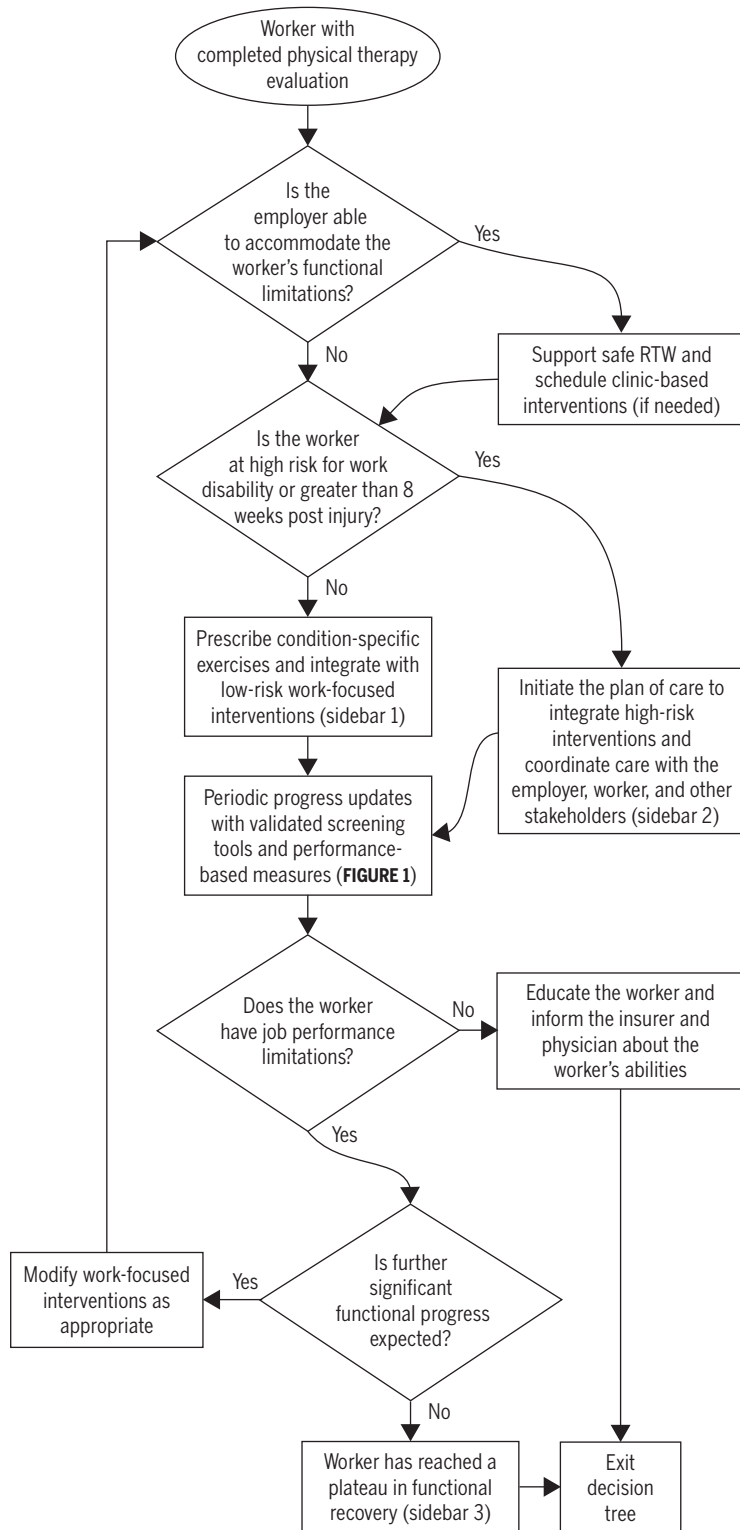 Worker with
completed physical therapy
evaluation
Is the
employer able
to accommodate the
worker's functional
limitations?
Yes
No
Support safe RTW and
schedule clinic-based
interventions (if needed)
Is the worker
at high risk for work
disability or greater than 8
weeks post injury?
Yes
No
Prescribe condition-specific
exercises and integrate with
low-risk work-focused
interventions (sidebar 1)
Initiate the plan of care to
integrate high-risk
interventions and
coordinate care with the
employer, worker, and other
stakeholders (sidebar 2)
Periodic progress updates
with validated screening
tools and performance-
based measures (FIGURE 1)
Does the worker
have job performance
limitations?
No
Educate the worker and
inform the insurer and
physician about the
worker's abilities
Yes
Is further
significant
functional progress
expected?
Yes
Modify work-focused
interventions as
appropriate
No
Worker has reached a
plateau in functional
recovery (sidebar 3)
Exit
decision
tree